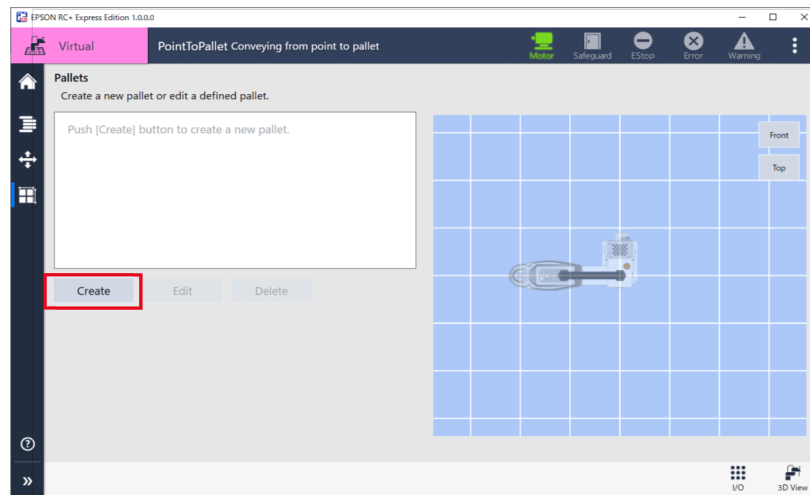 EPSON RC+ Express Edition 1.0.0.0
Virtual
PointToPallet Conveying from point to pallet
Motor
Safeguard
EStop
Error
Warning
Pallets
Create a new pallet or edit a defined pallet.
Push [Create] button to create a new pallet.
Front
Top
Create
Edit
Delete
I/O
3D View